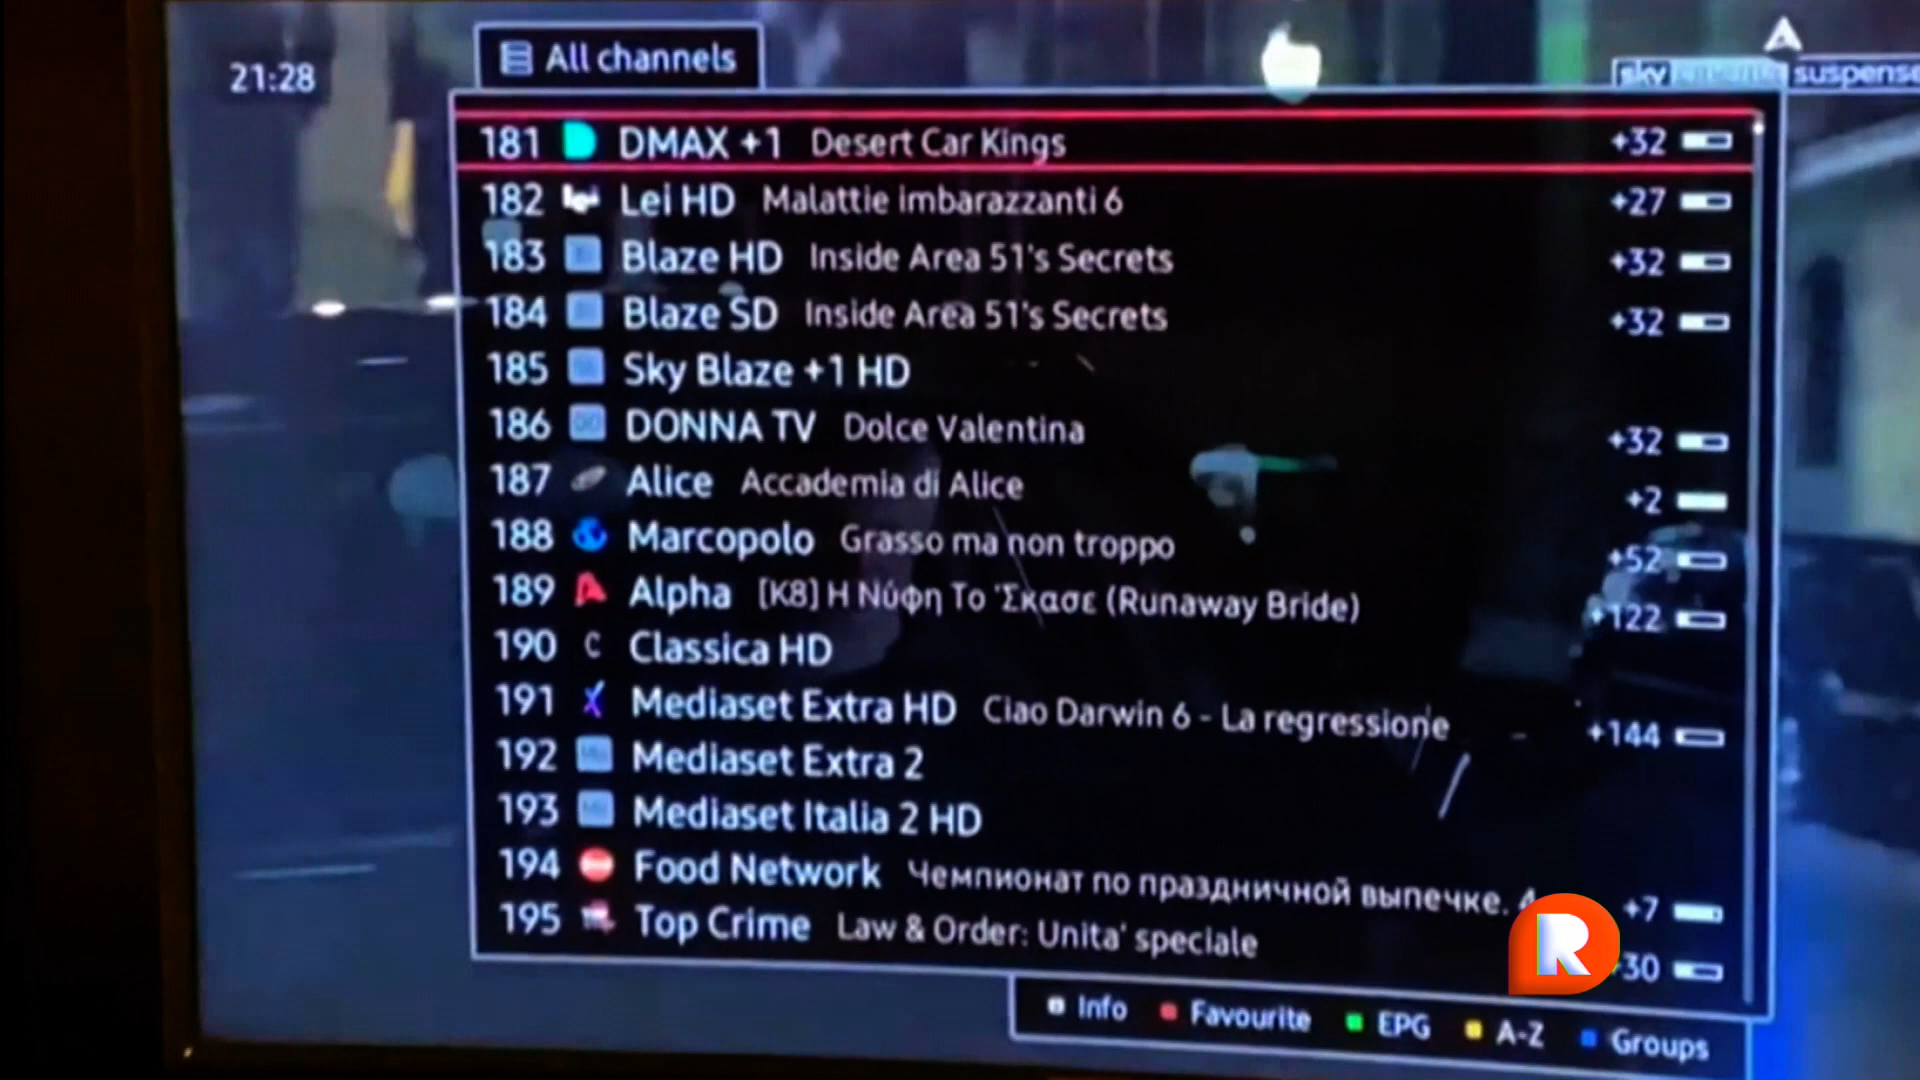 21:28
All channels
sky suspense
181 DMAX +1 Desert Car Kings +32
182 Lei HD Malattie imbarazzanti 6 +27
183 Blaze HD Inside Area 51's Secrets +32
184 Blaze SD Inside Area 51's Secrets +32
185 Sky Blaze +1 HD
186 DONNA TV Dolce Valentina +32
187 Alice Accademia di Alice +2
188 Marcopolo Grasso ma non troppo +52
189 Alpha [K8] Η Νύφη Το Έσκασε (Runaway Bride) +122
190 C Classica HD
191 Mediaset Extra HD Ciao Darwin 6 - La regressione +144
192 Mediaset Extra 2
193 Mediaset Italia 2 HD
194 Food Network Чемпионат по праздничной выпечке. +7
195 Top Crime Law & Order: Unita' speciale +30
R
Info Favourite EPG A-Z Groups